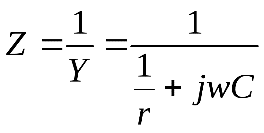 Z = 1/Y = 1/(1/r + jwC)